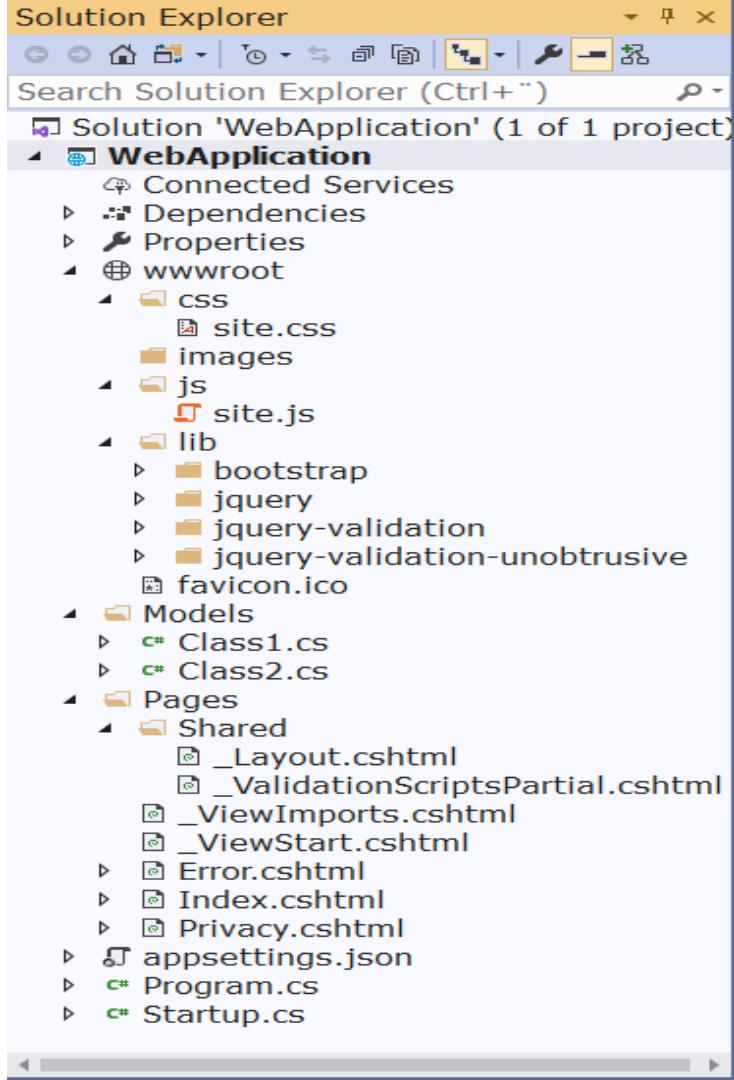 Solution Explorer
Search Solution Explorer (Ctrl+¨)
Solution 'WebApplication' (1 of 1 project)
WebApplication
Connected Services
Dependencies
Properties
wwwroot
css
site.css
images
js
site.js
lib
bootstrap
jquery
jquery-validation
jquery-validation-unobtrusive
favicon.ico
Models
C# Class1.cs
C# Class2.cs
Pages
Shared
_Layout.cshtml
_ValidationScriptsPartial.cshtml
_ViewImports.cshtml
_ViewStart.cshtml
Error.cshtml
Index.cshtml
Privacy.cshtml
appsettings.json
C# Program.cs
C# Startup.cs